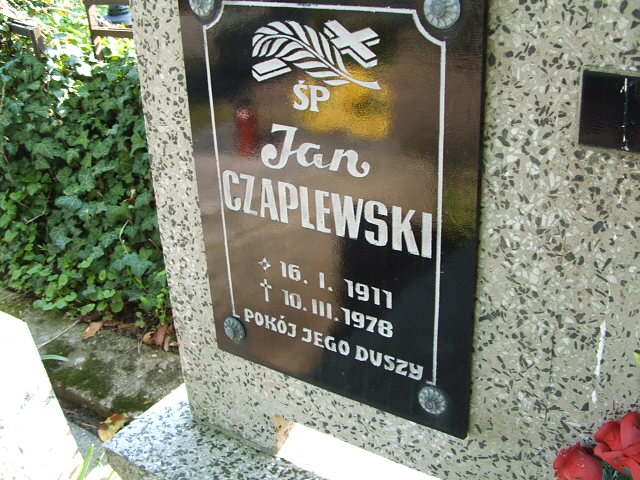 ŚP
Jan
CZAPLEWSKI
16. I. 1911
† 10. III. 1978
POKÓJ JEGO DUSZY